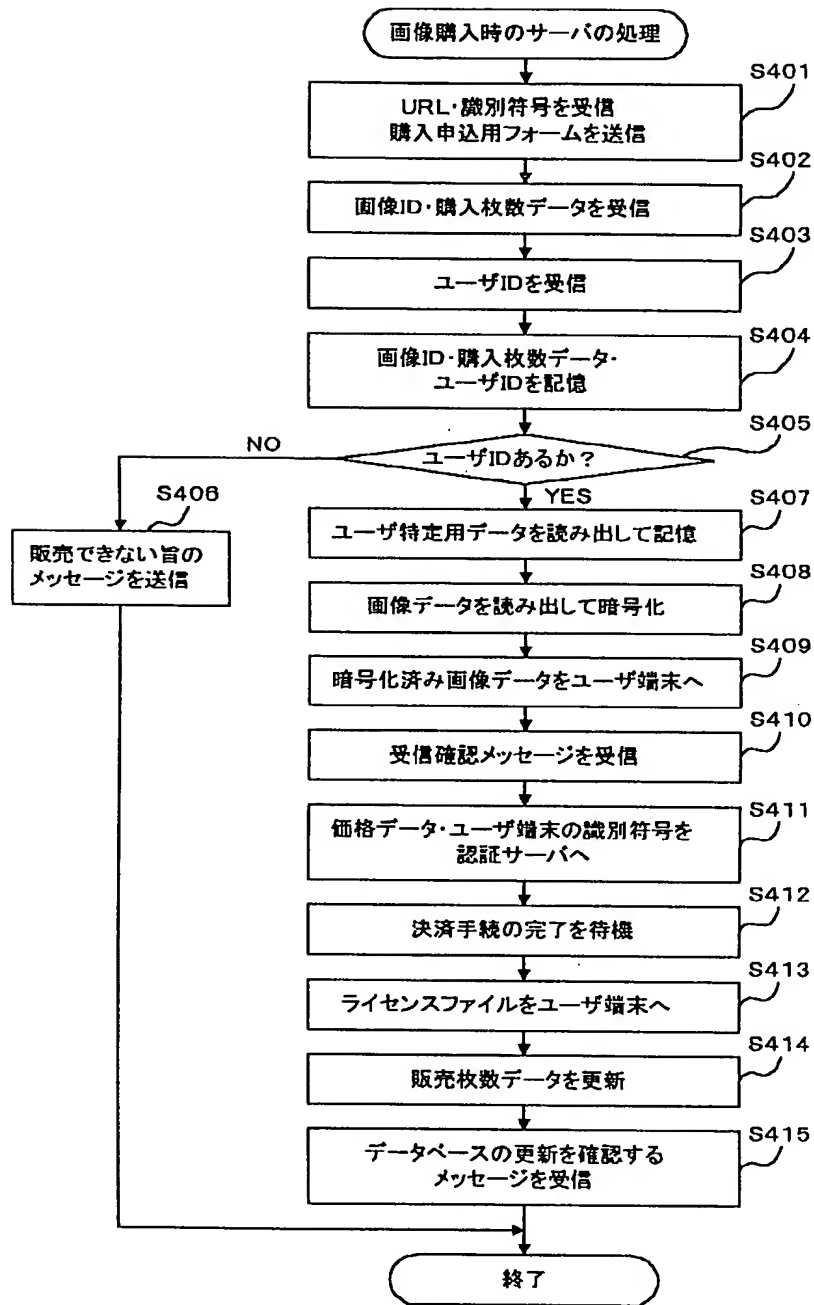 画像購入時のサーバの処理
S401
URL・識別符号を受信
購入申込用フォームを送信
S402
画像ID・購入枚数データを受信
S403
ユーザIDを受信
S404
画像ID・購入枚数データ・
ユーザIDを記憶
S405
ユーザIDあるか？
NO
YES
S406
販売できない旨の
メッセージを送信
S407
ユーザ特定用データを読み出して記憶
S408
画像データを読み出して暗号化
S409
暗号化済み画像データをユーザ端末へ
S410
受信確認メッセージを受信
S411
価格データ・ユーザ端末の識別符号を
認証サーバへ
S412
決済手続の完了を待機
S413
ライセンスファイルをユーザ端末へ
S414
販売枚数データを更新
S415
データベースの更新を確認する
メッセージを受信
終了